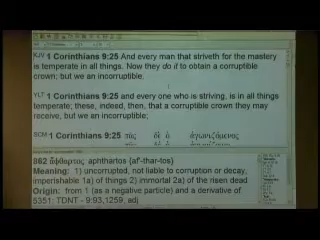 KJV 1 Corinthians 9:25 And every man that striveth for the mastery
is temperate in all things. Now they do it to obtain a corruptible
crown; but we an incorruptible.
YLT 1 Corinthians 9:25 and every one who is striving, is in all things
temperate; these, indeed, then, that a corruptible crown they may
receive, but we an incorruptible;
1 Corinthians 9:25 πᾶς δὲ ὁ ἀγωνιζόμενος
862 ἄφθαρτος aphthartos {af'-thar-tos}
Meaning: 1) uncorrupted, not liable to corruption or decay,
imperishable 1a) of things 2) immortal 2a) of the risen dead
Origin: from 1 (as a negative particle) and a derivative of
5351; TDNT - 9:93,1259; adj